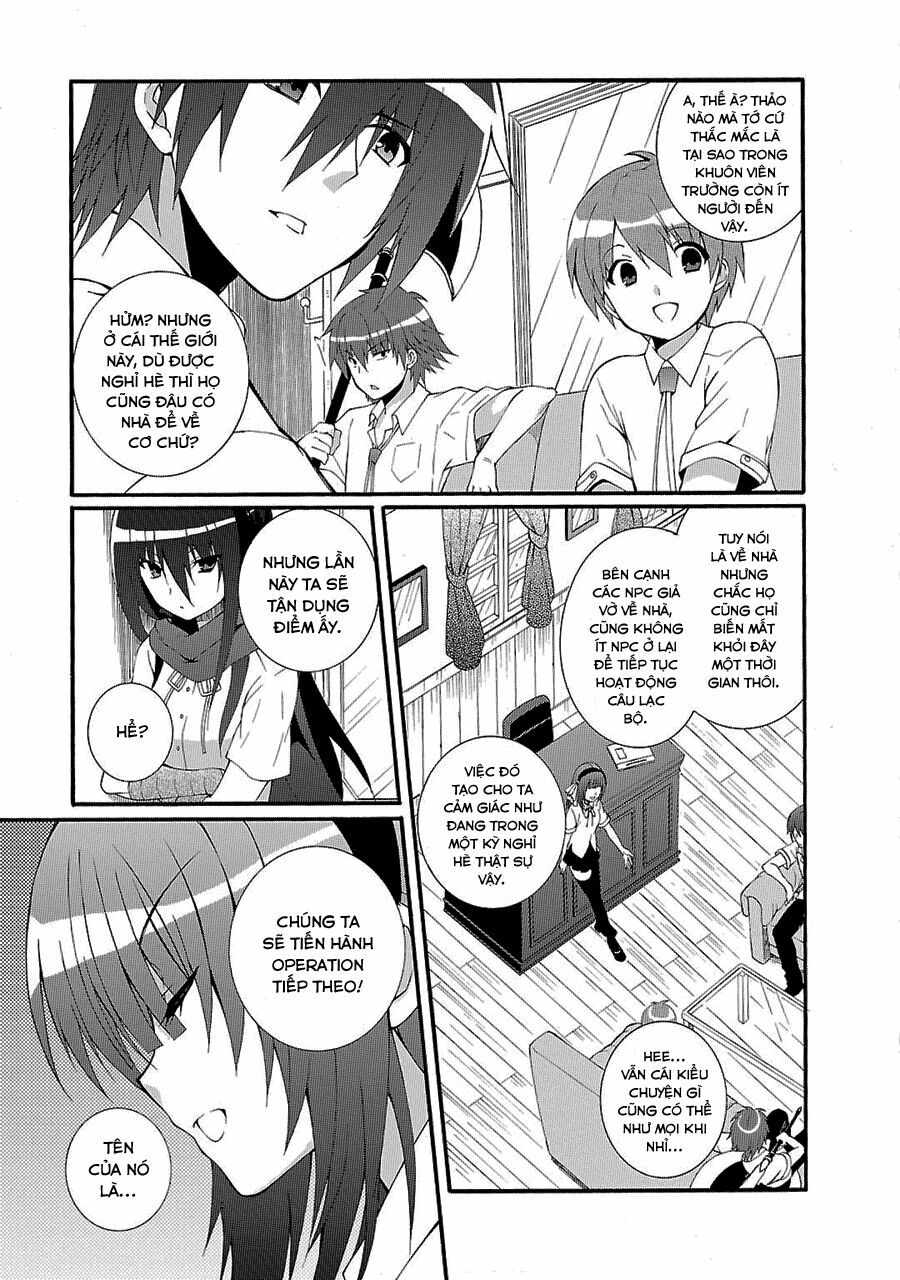 A, THẾ À? THẢO
NÀO MÀ TỚ CỨ
THẮC MẮC LÀ
TẠI SAO TRONG
KHUÔN VIÊN
TRƯỜNG CÒN ÍT
NGƯỜI ĐẾN
VẬY.
HỬM? NHƯNG
Ở CÁI THẾ GIỚI
NÀY, DÙ ĐƯỢC
NGHỈ HÈ THÌ HỌ
CŨNG ĐÂU CÓ
NHÀ ĐỂ VỀ
CƠ CHỨ?
TUY NÓI
LÀ VỀ NHÀ
NHƯNG
CHẮC HỌ
CŨNG CHỈ
BIẾN MẤT
KHỎI ĐÂY
MỘT THỜI
GIAN THÔI.
BÊN CẠNH
CÁC NPC GIẢ
VỜ VỀ NHÀ,
CŨNG KHÔNG
ÍT NPC Ở LẠI
ĐỂ TIẾP TỤC
HOẠT ĐỘNG
CÂU LẠC
BỘ.
VIỆC ĐÓ
TẠO CHO TA
CẢM GIÁC NHƯ
ĐANG TRONG
MỘT KỲ NGHỈ
HÈ THẬT SỰ
VẬY.
HEE...
VẪN CÁI KIỂU
CHUYỆN GÌ
CŨNG CÓ THỂ
NHƯ MỌI KHI
NHỈ...
NHƯNG LẦN
NÀY TA SẼ
TẬN DỤNG
ĐIỂM ẤY.
HỂ?
CHÚNG TA
SẼ TIẾN HÀNH
OPERATION
TIẾP THEO!
TÊN
CỦA NÓ
LÀ...